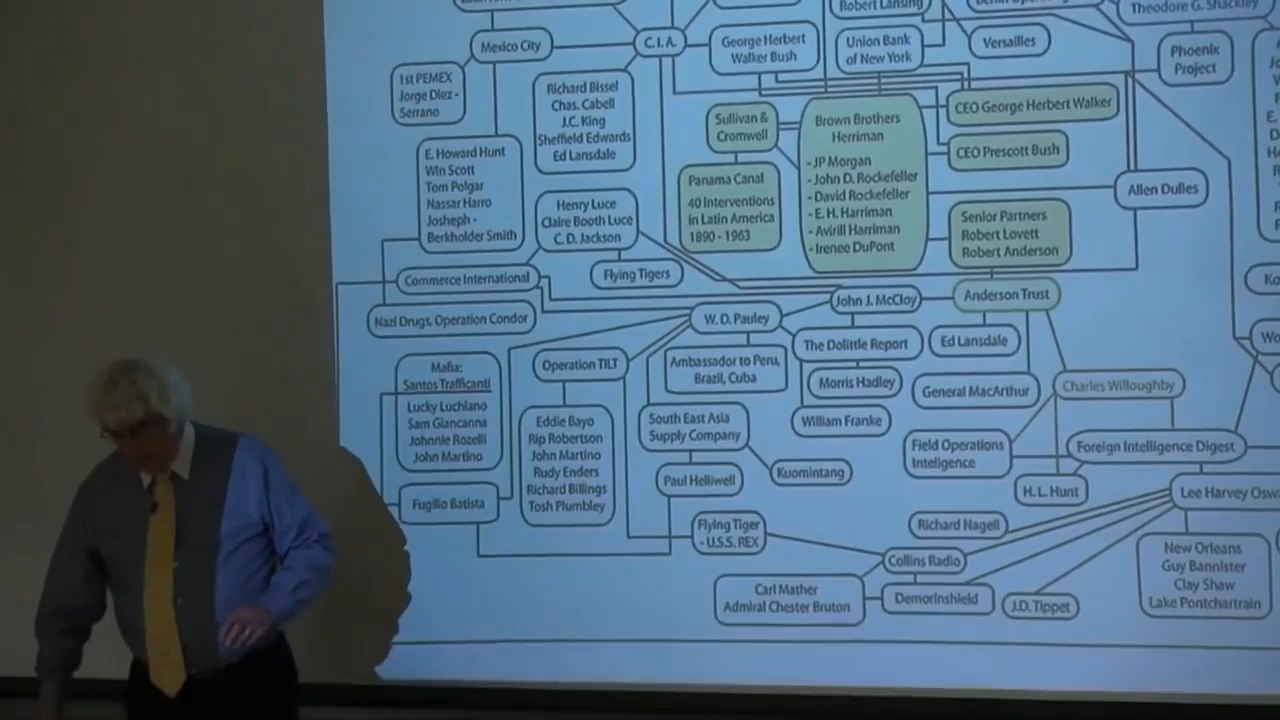 Robert Lansing
Theodore G. Shackley
Mexico City
C.I.A.
George Herbert
Walker Bush
Union Bank
of New York
Versailles
Phoenix
Project
1st PEMEX
Jorge Diez -
Serrano
Richard Bissel
Chas. Cabell
J.C. King
Sheffield Edwards
Ed Lansdale
Sullivan &
Cromwell
Brown Brothers
Herriman
- JP Morgan
- John D. Rockefeller
- David Rockefeller
- E. H. Harriman
- Avirill Harriman
- Irenee DuPont
CEO George Herbert Walker
CEO Prescott Bush
E. Howard Hunt
Win Scott
Tom Polgar
Nassar Harro
Josheph -
Berkholder Smith
Panama Canal
40 Interventions
in Latin America
1890 - 1963
Allen Dulles
Henry Luce
Claire Booth Luce
C. D. Jackson
Senior Partners
Robert Lovett
Robert Anderson
Commerce International
Flying Tigers
John J. McCloy
Anderson Trust
Nazi Drugs, Operation Condor
W. D. Pauley
The Dolittle Report
Ed Lansdale
Mafia:
Santos Trafficanti
Lucky Luchiano
Sam Giancanna
Johnnie Rozelli
John Martino
Operation TILT
Ambassador to Peru,
Brazil, Cuba
Morris Hadley
General MacArthur
Charles Willoughby
William Franke
Eddie Bayo
Rip Robertson
John Martino
Rudy Enders
Richard Billings
Tosh Plumbley
South East Asia
Supply Company
Field Operations
Inteligence
Foreign Intelligence Digest
Paul Helliwell
Kuomintang
H. L. Hunt
Lee Harvey Osw
Fugilio Batista
Flying Tiger
- U.S.S. REX
Richard Nagell
Collins Radio
New Orleans
Guy Bannister
Clay Shaw
Lake Pontchartrain
Carl Mather
Admiral Chester Bruton
Demorinshield
J.D. Tippet